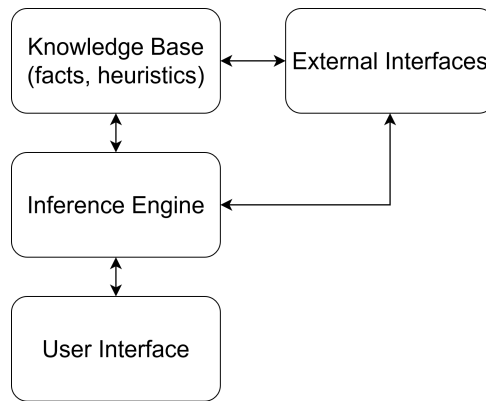 Knowledge Base
(facts, heuristics)
External Interfaces
Inference Engine
User Interface